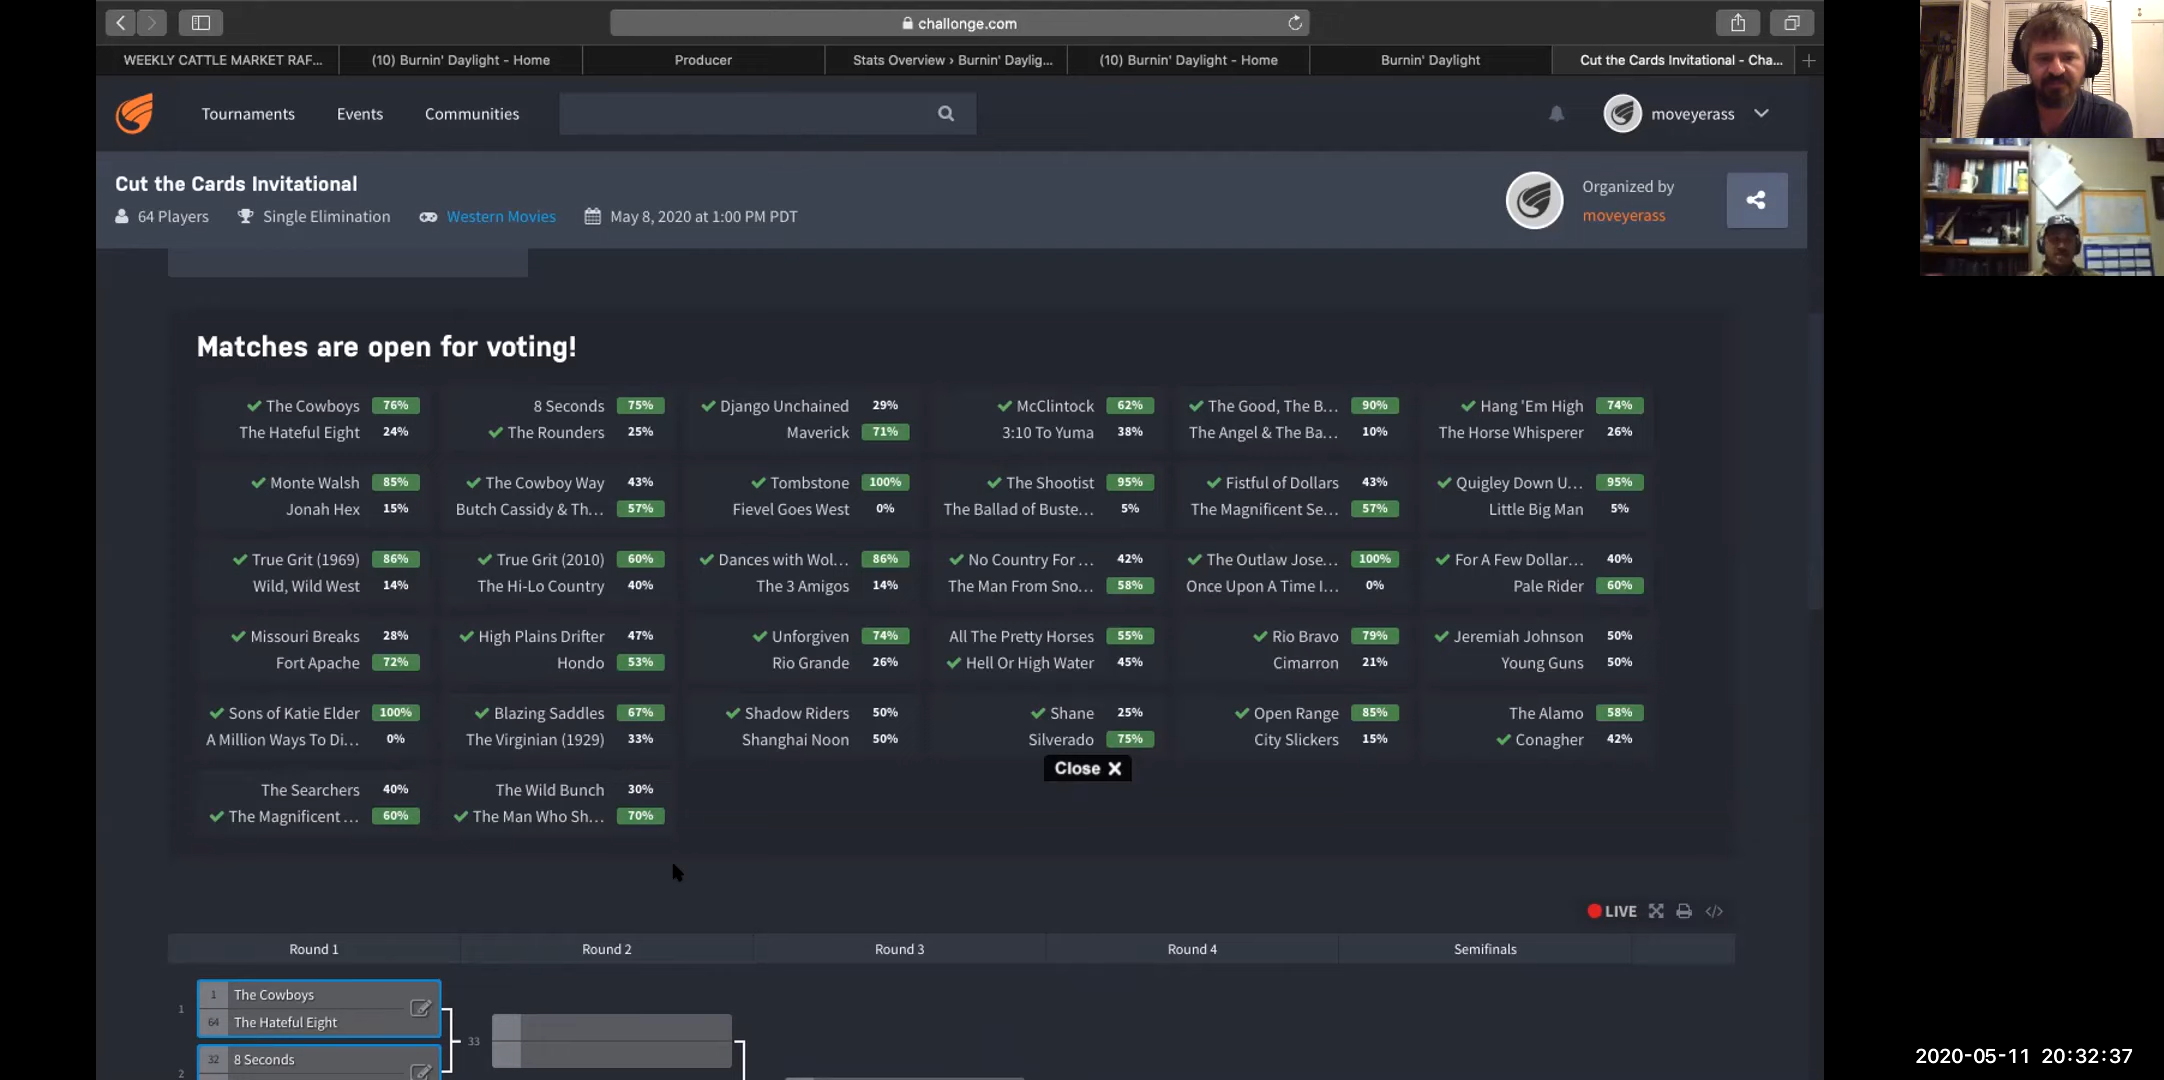 challonge.com
WEEKLY CATTLE MARKET RAF...
(10) Burnin' Daylight - Home
Producer
Stats Overview › Burnin' Daylig...
(10) Burnin' Daylight - Home
Burnin' Daylight
Cut the Cards Invitational - Cha...
Tournaments Events Communities
moveyerass
Cut the Cards Invitational
64 Players Single Elimination Western Movies May 8, 2020 at 1:00 PM PDT
Organized by
moveyerass
Matches are open for voting!
The Cowboys 76% 8 Seconds 75% Django Unchained 29% McClintock 62% The Good, The B... 90% Hang 'Em High 74%
The Hateful Eight 24% The Rounders 25% Maverick 71% 3:10 To Yuma 38% The Angel & The Ba... 10% The Horse Whisperer 26%
Monte Walsh 85% The Cowboy Way 43% Tombstone 100% The Shootist 95% Fistful of Dollars 43% Quigley Down U... 95%
Jonah Hex 15% Butch Cassidy & Th... 57% Fievel Goes West 0% The Ballad of Buste... 5% The Magnificent Se... 57% Little Big Man 5%
True Grit (1969) 86% True Grit (2010) 60% Dances with Wol... 86% No Country For ... 42% The Outlaw Jose... 100% For A Few Dollar... 40%
Wild, Wild West 14% The Hi-Lo Country 40% The 3 Amigos 14% The Man From Sno... 58% Once Upon A Time I... 0% Pale Rider 60%
Missouri Breaks 28% High Plains Drifter 47% Unforgiven 74% All The Pretty Horses 55% Rio Bravo 79% Jeremiah Johnson 50%
Fort Apache 72% Hondo 53% Rio Grande 26% Hell Or High Water 45% Cimarron 21% Young Guns 50%
Sons of Katie Elder 100% Blazing Saddles 67% Shadow Riders 50% Shane 25% Open Range 85% The Alamo 58%
A Million Ways To Di... 0% The Virginian (1929) 33% Shanghai Noon 50% Silverado 75% City Slickers 15% Conagher 42%
Close X
The Searchers 40% The Wild Bunch 30%
The Magnificent ... 60% The Man Who Sh... 70%
LIVE </>
Round 1 Round 2 Round 3 Round 4 Semifinals
1 1 The Cowboys
64 The Hateful Eight
33
32 8 Seconds
2
2020-05-11 20:32:37